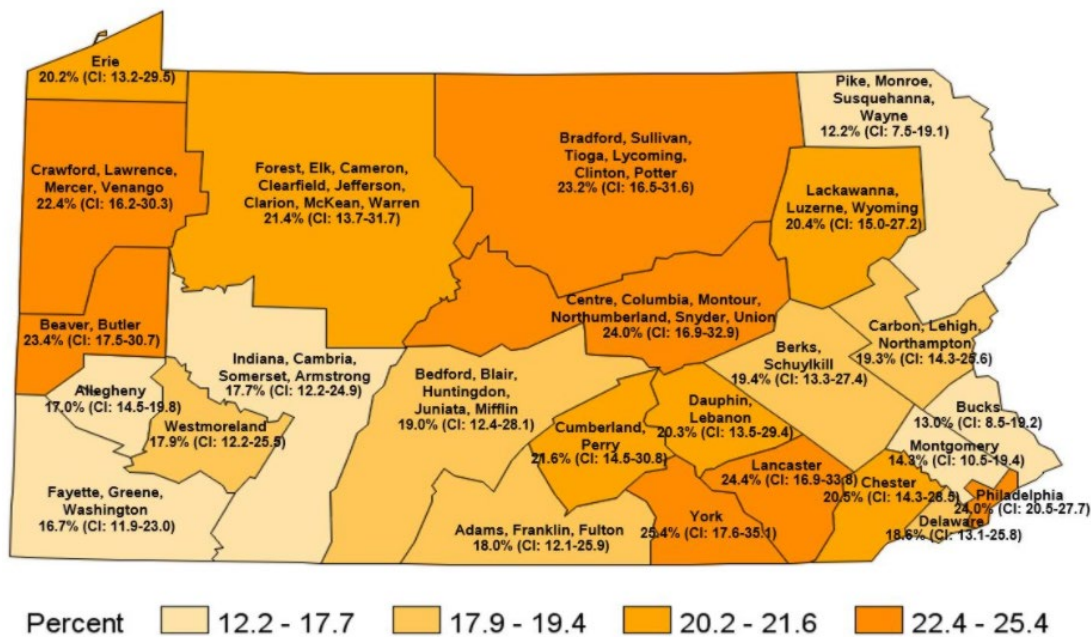 Erie
20.2% (CI: 13.2-29.5)
Pike, Monroe,
Susquehanna,
Wayne
12.2% (CI: 7.5-19.1)
Crawford, Lawrence,
Mercer, Venango
22.4% (CI: 16.2-30.3)
Forest, Elk, Cameron,
Clearfield, Jefferson,
Clarion, McKean, Warren
21.4% (CI: 13.7-31.7)
Bradford, Sullivan,
Tioga, Lycoming,
Clinton, Potter
23.2% (CI: 16.5-31.6)
Lackawanna,
Luzerne, Wyoming
20.4% (CI: 15.0-27.2)
Beaver, Butler
23.4% (CI: 17.5-30.7)
Centre, Columbia, Montour,
Northumberland, Snyder, Union
24.0% (CI: 16.9-32.9)
Carbon, Lehigh,
Northampton
19.3% (CI: 14.3-25.6)
Indiana, Cambria,
Somerset, Armstrong
17.7% (CI: 12.2-24.9)
Bedford, Blair,
Huntingdon,
Juniata, Mifflin
19.0% (CI: 12.4-28.1)
Berks,
Schuylkill
19.4% (CI: 13.3-27.4)
Allegheny
17.0% (CI: 14.5-19.8)
Westmoreland
17.9% (CI: 12.2-25.5)
Dauphin,
Lebanon
20.3% (CI: 13.5-29.4)
Bucks
13.0% (CI: 8.5-19.2)
Cumberland,
Perry
21.6% (CI: 14.5-30.8)
Montgomery
14.3% (CI: 10.5-19.4)
Lancaster
24.4% (CI: 16.9-33.8)
Chester
20.5% (CI: 14.3-28.5)
Philadelphia
24.0% (CI: 20.5-27.7)
Fayette, Greene,
Washington
16.7% (CI: 11.9-23.0)
Adams, Franklin, Fulton
18.0% (CI: 12.1-25.9)
York
25.4% (CI: 17.6-35.1)
Delaware
18.6% (CI: 13.1-25.8)
Percent 12.2 - 17.7 17.9 - 19.4 20.2 - 21.6 22.4 - 25.4